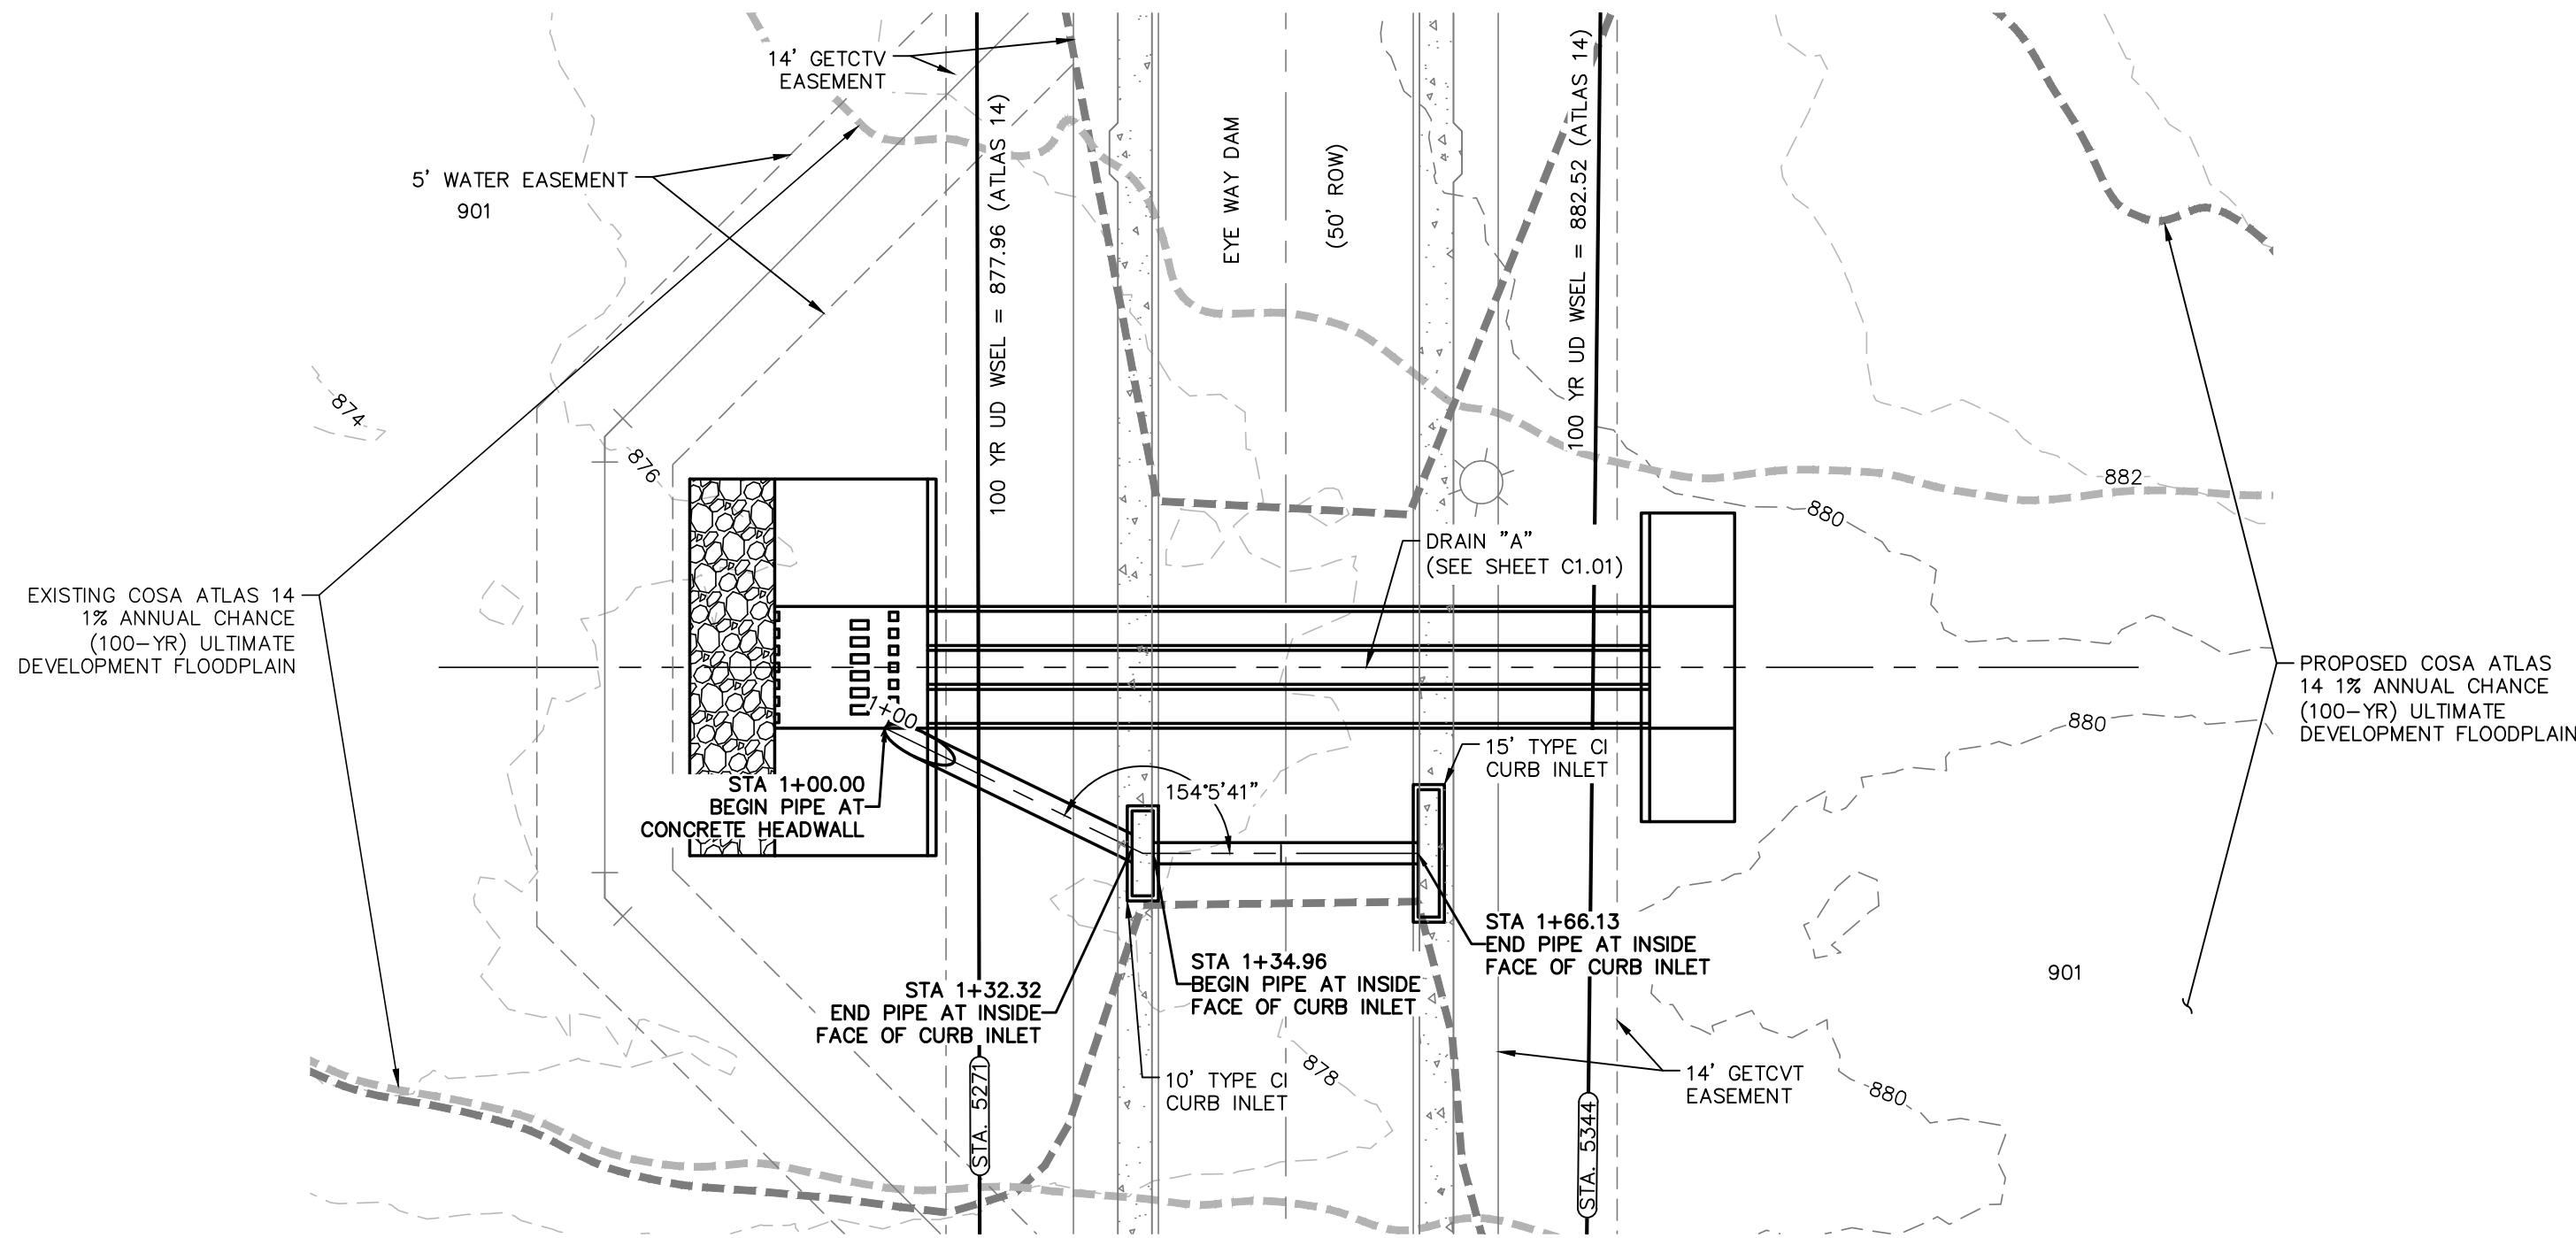 14' GETCTV
EASEMENT
5' WATER EASEMENT
901
EYE WAY DAM
(50' ROW)
100 YR UD WSEL = 877.96 (ATLAS 14)
100 YR UD WSEL = 882.52 (ATLAS 14)
874
876
882
880
DRAIN "A"
(SEE SHEET C1.01)
EXISTING COSA ATLAS 14
1% ANNUAL CHANCE
(100-YR) ULTIMATE
DEVELOPMENT FLOODPLAIN
PROPOSED COSA ATLAS
14 1% ANNUAL CHANCE
(100-YR) ULTIMATE
DEVELOPMENT FLOODPLAIN
1+00
880
15' TYPE CI
CURB INLET
STA 1+00.00
BEGIN PIPE AT
CONCRETE HEADWALL
154°5'41"
STA 1+66.13
END PIPE AT INSIDE
FACE OF CURB INLET
901
STA 1+34.96
BEGIN PIPE AT INSIDE
FACE OF CURB INLET
STA 1+32.32
END PIPE AT INSIDE
FACE OF CURB INLET
878
10' TYPE CI
CURB INLET
14' GETCVT
EASEMENT
880
STA. 5271
STA. 5344